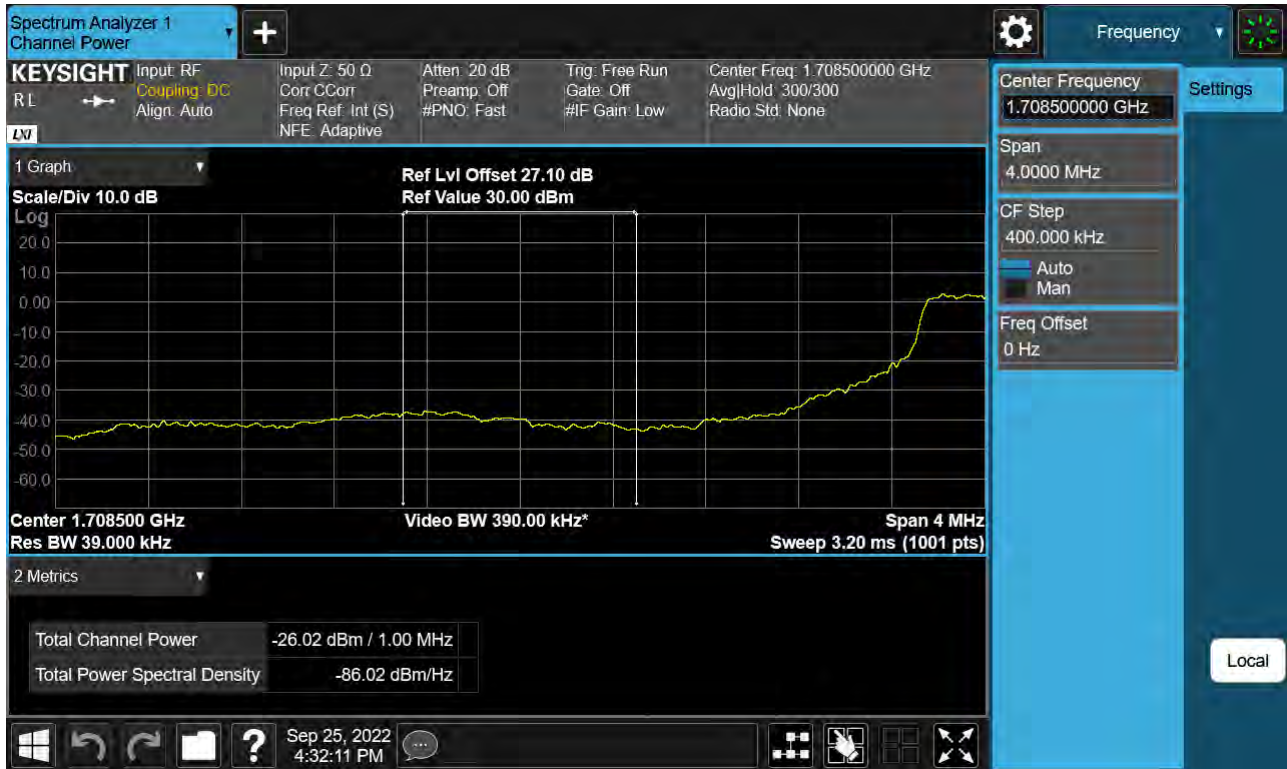 Spectrum Analyzer 1
Channel Power
+
Frequency
KEYSIGHT
RL
LXI
Input: RF
Coupling: DC
Align: Auto
Input Z: 50 Ω
Corr CCorr
Freq Ref: Int (S)
NFE: Adaptive
Atten: 20 dB
Preamp: Off
#PNO: Fast
Trig: Free Run
Gate: Off
#IF Gain: Low
Center Freq: 1.708500000 GHz
Avg|Hold: 300/300
Radio Std: None
Center Frequency
1.708500000 GHz
Settings
Span
4.0000 MHz
CF Step
400.000 kHz
Auto
Man
Freq Offset
0 Hz
Local
1 Graph
Scale/Div 10.0 dB
Ref Lvl Offset 27.10 dB
Ref Value 30.00 dBm
Log
20.0
10.0
0.00
-10.0
-20.0
-30.0
-40.0
-50.0
-60.0
Center 1.708500 GHz
Video BW 390.00 kHz*
Span 4 MHz
Res BW 39.000 kHz
Sweep 3.20 ms (1001 pts)
2 Metrics
Total Channel Power -26.02 dBm / 1.00 MHz
Total Power Spectral Density -86.02 dBm/Hz
?
Sep 25, 2022
4:32:11 PM